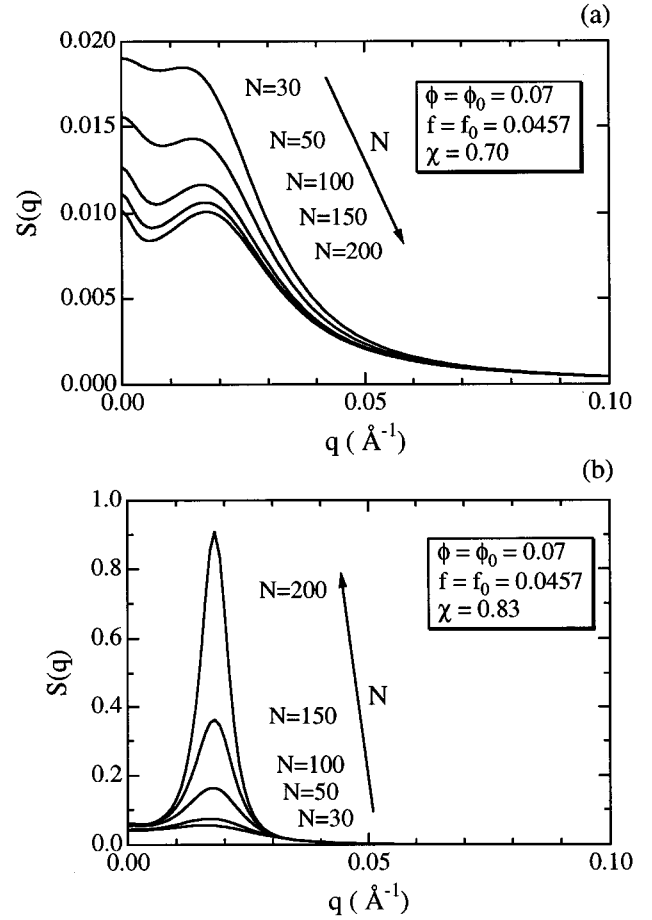 (a)
0.020
0.015
0.010
0.005
0.000
S(q)
N=30
N=50
N=100
N=150
N=200
N
ϕ = ϕ₀ = 0.07
f = f₀ = 0.0457
χ = 0.70
0.00
0.05
0.10
q ( Å⁻¹)
(b)
1.0
0.8
0.6
0.4
0.2
0.0
S(q)
N=200
N=150
N=100
N=50
N=30
N
ϕ = ϕ₀ = 0.07
f = f₀ = 0.0457
χ = 0.83
0.00
0.05
0.10
q ( Å⁻¹)